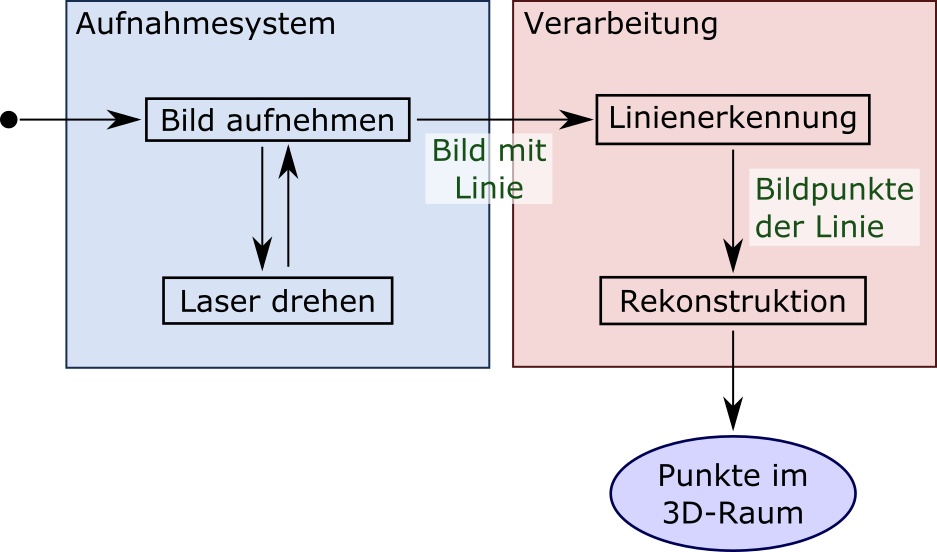 Aufnahmesystem
Bild aufnehmen
Laser drehen
Bild mit
Linie
Verarbeitung
Linienerkennung
Bildpunkte
der Linie
Rekonstruktion
Punkte im
3D-Raum